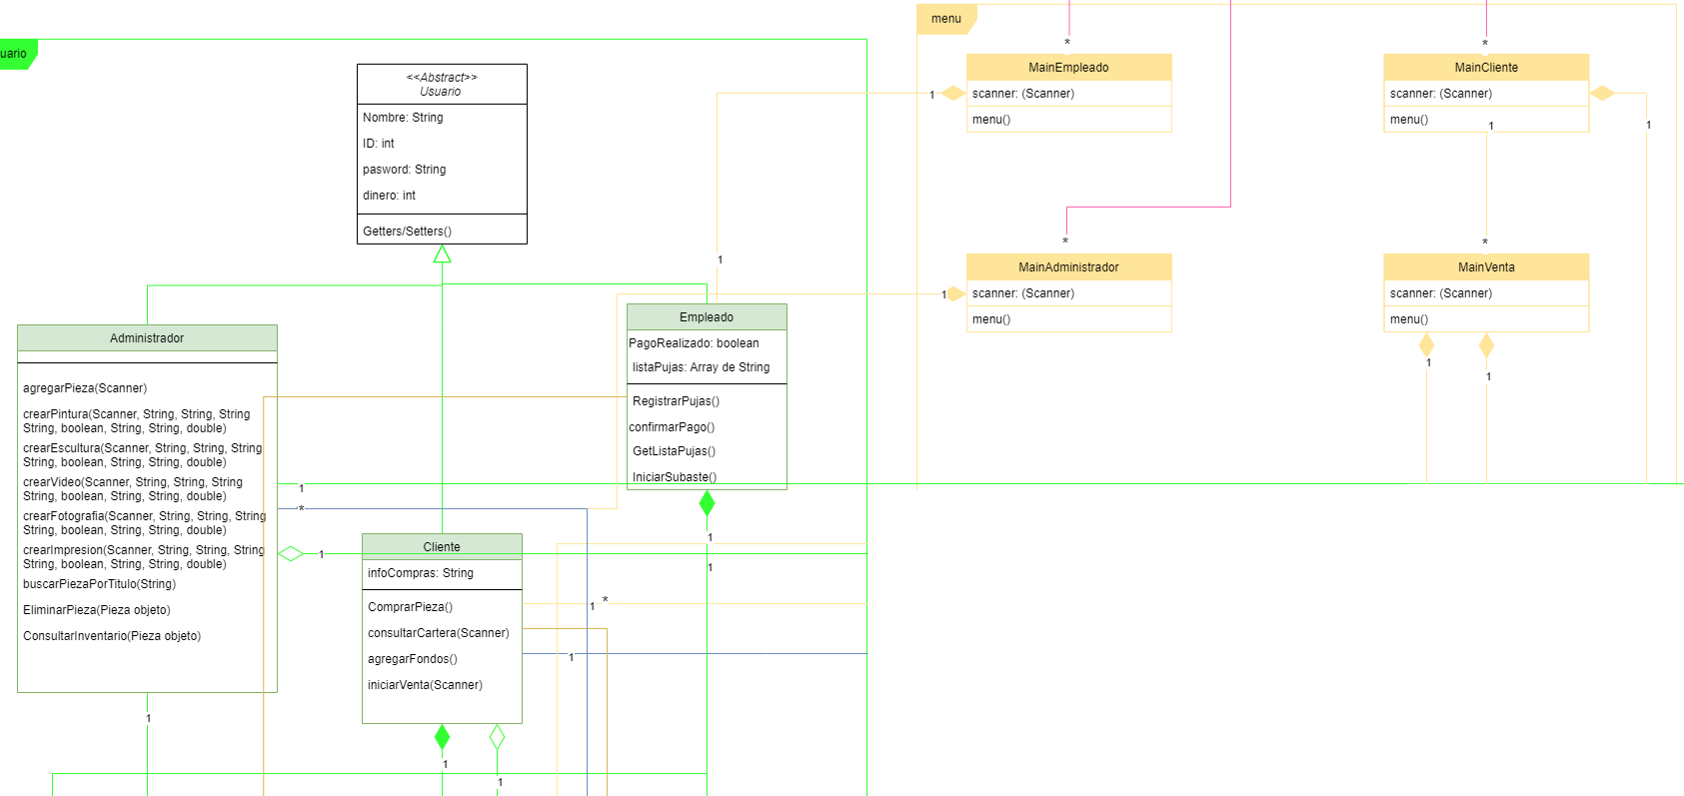 uario
<<Abstract>>
Usuario
Nombre: String
ID: int
pasword: String
dinero: int
Getters/Setters()
Administrador
agregarPieza(Scanner)
crearPintura(Scanner, String, String, String
String, boolean, String, String, double)
crearEscultura(Scanner, String, String, String
String, boolean, String, String, double)
crearVideo(Scanner, String, String, String
String, boolean, String, String, double)
crearFotografia(Scanner, String, String, String
String, boolean, String, String, double)
crearImpresion(Scanner, String, String, String
String, boolean, String, String, double)
buscarPiezaPorTitulo(String)
EliminarPieza(Pieza objeto)
ConsultarInventario(Pieza objeto)
1
1
*
1
Cliente
infoCompras: String
ComprarPieza()
consultarCartera(Scanner)
agregarFondos()
iniciarVenta(Scanner)
1
1
1
*
1
Empleado
PagoRealizado: boolean
listaPujas: Array de String
RegistrarPujas()
confirmarPago()
GetListaPujas()
IniciarSubaste()
1
1
1
menu
*
MainEmpleado
scanner: (Scanner)
menu()
1
*
MainAdministrador
scanner: (Scanner)
menu()
1
*
MainCliente
scanner: (Scanner)
menu()
1
1
*
MainVenta
scanner: (Scanner)
menu()
1
1